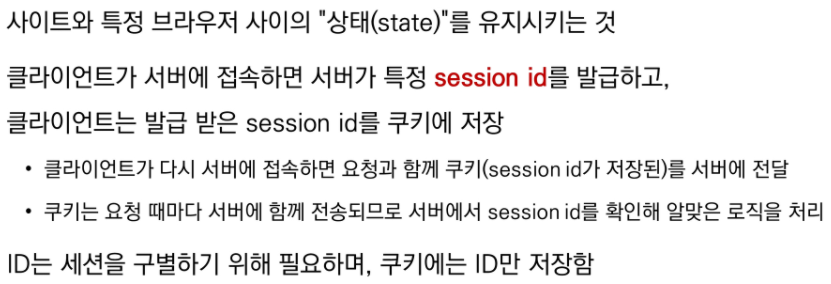 사이트와 특정 브라우저 사이의 "상태(state)"를 유지시키는 것
클라이언트가 서버에 접속하면 서버가 특정 session id를 발급하고,
클라이언트는 발급 받은 session id를 쿠키에 저장
• 클라이언트가 다시 서버에 접속하면 요청과 함께 쿠키(session id가 저장된)를 서버에 전달
• 쿠키는 요청 때마다 서버에 함께 전송되므로 서버에서 session id를 확인해 알맞은 로직을 처리
ID는 세션을 구별하기 위해 필요하며, 쿠키에는 ID만 저장함